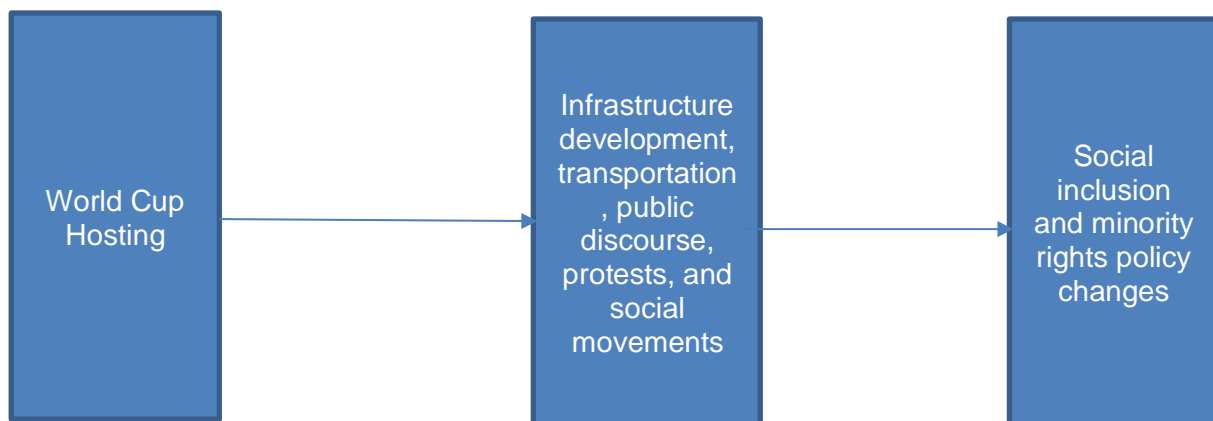 World Cup
Hosting
Infrastructure
development,
transportation
, public
discourse,
protests, and
social
movements
Social
inclusion
and minority
rights policy
changes